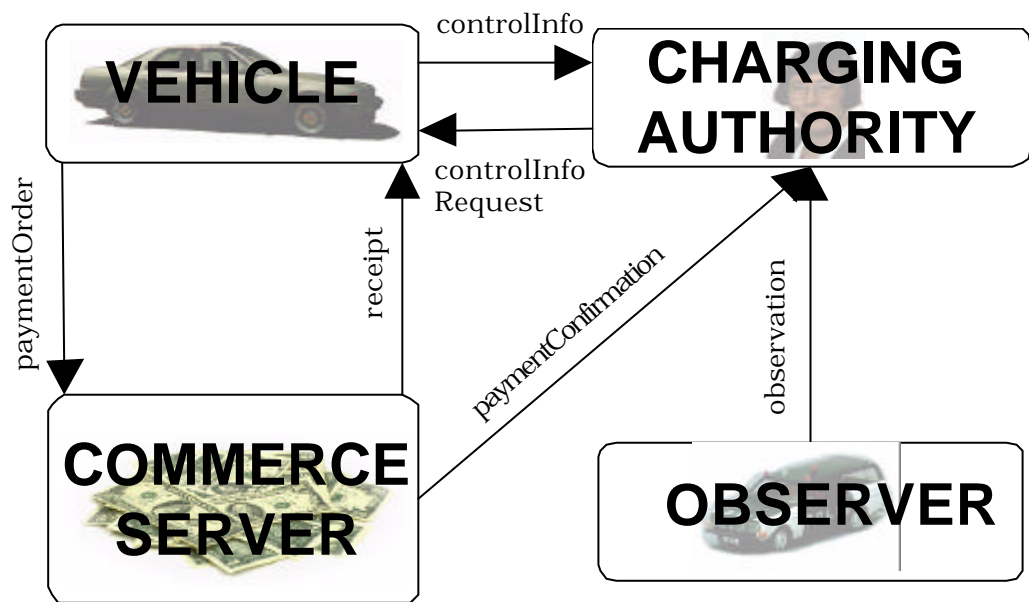 controlInfo
VEHICLE
CHARGING
AUTHORITY
controlInfo
Request
paymentOrder
receipt
paymentConfirmation
observation
COMMERCE
SERVER
OBSERVER